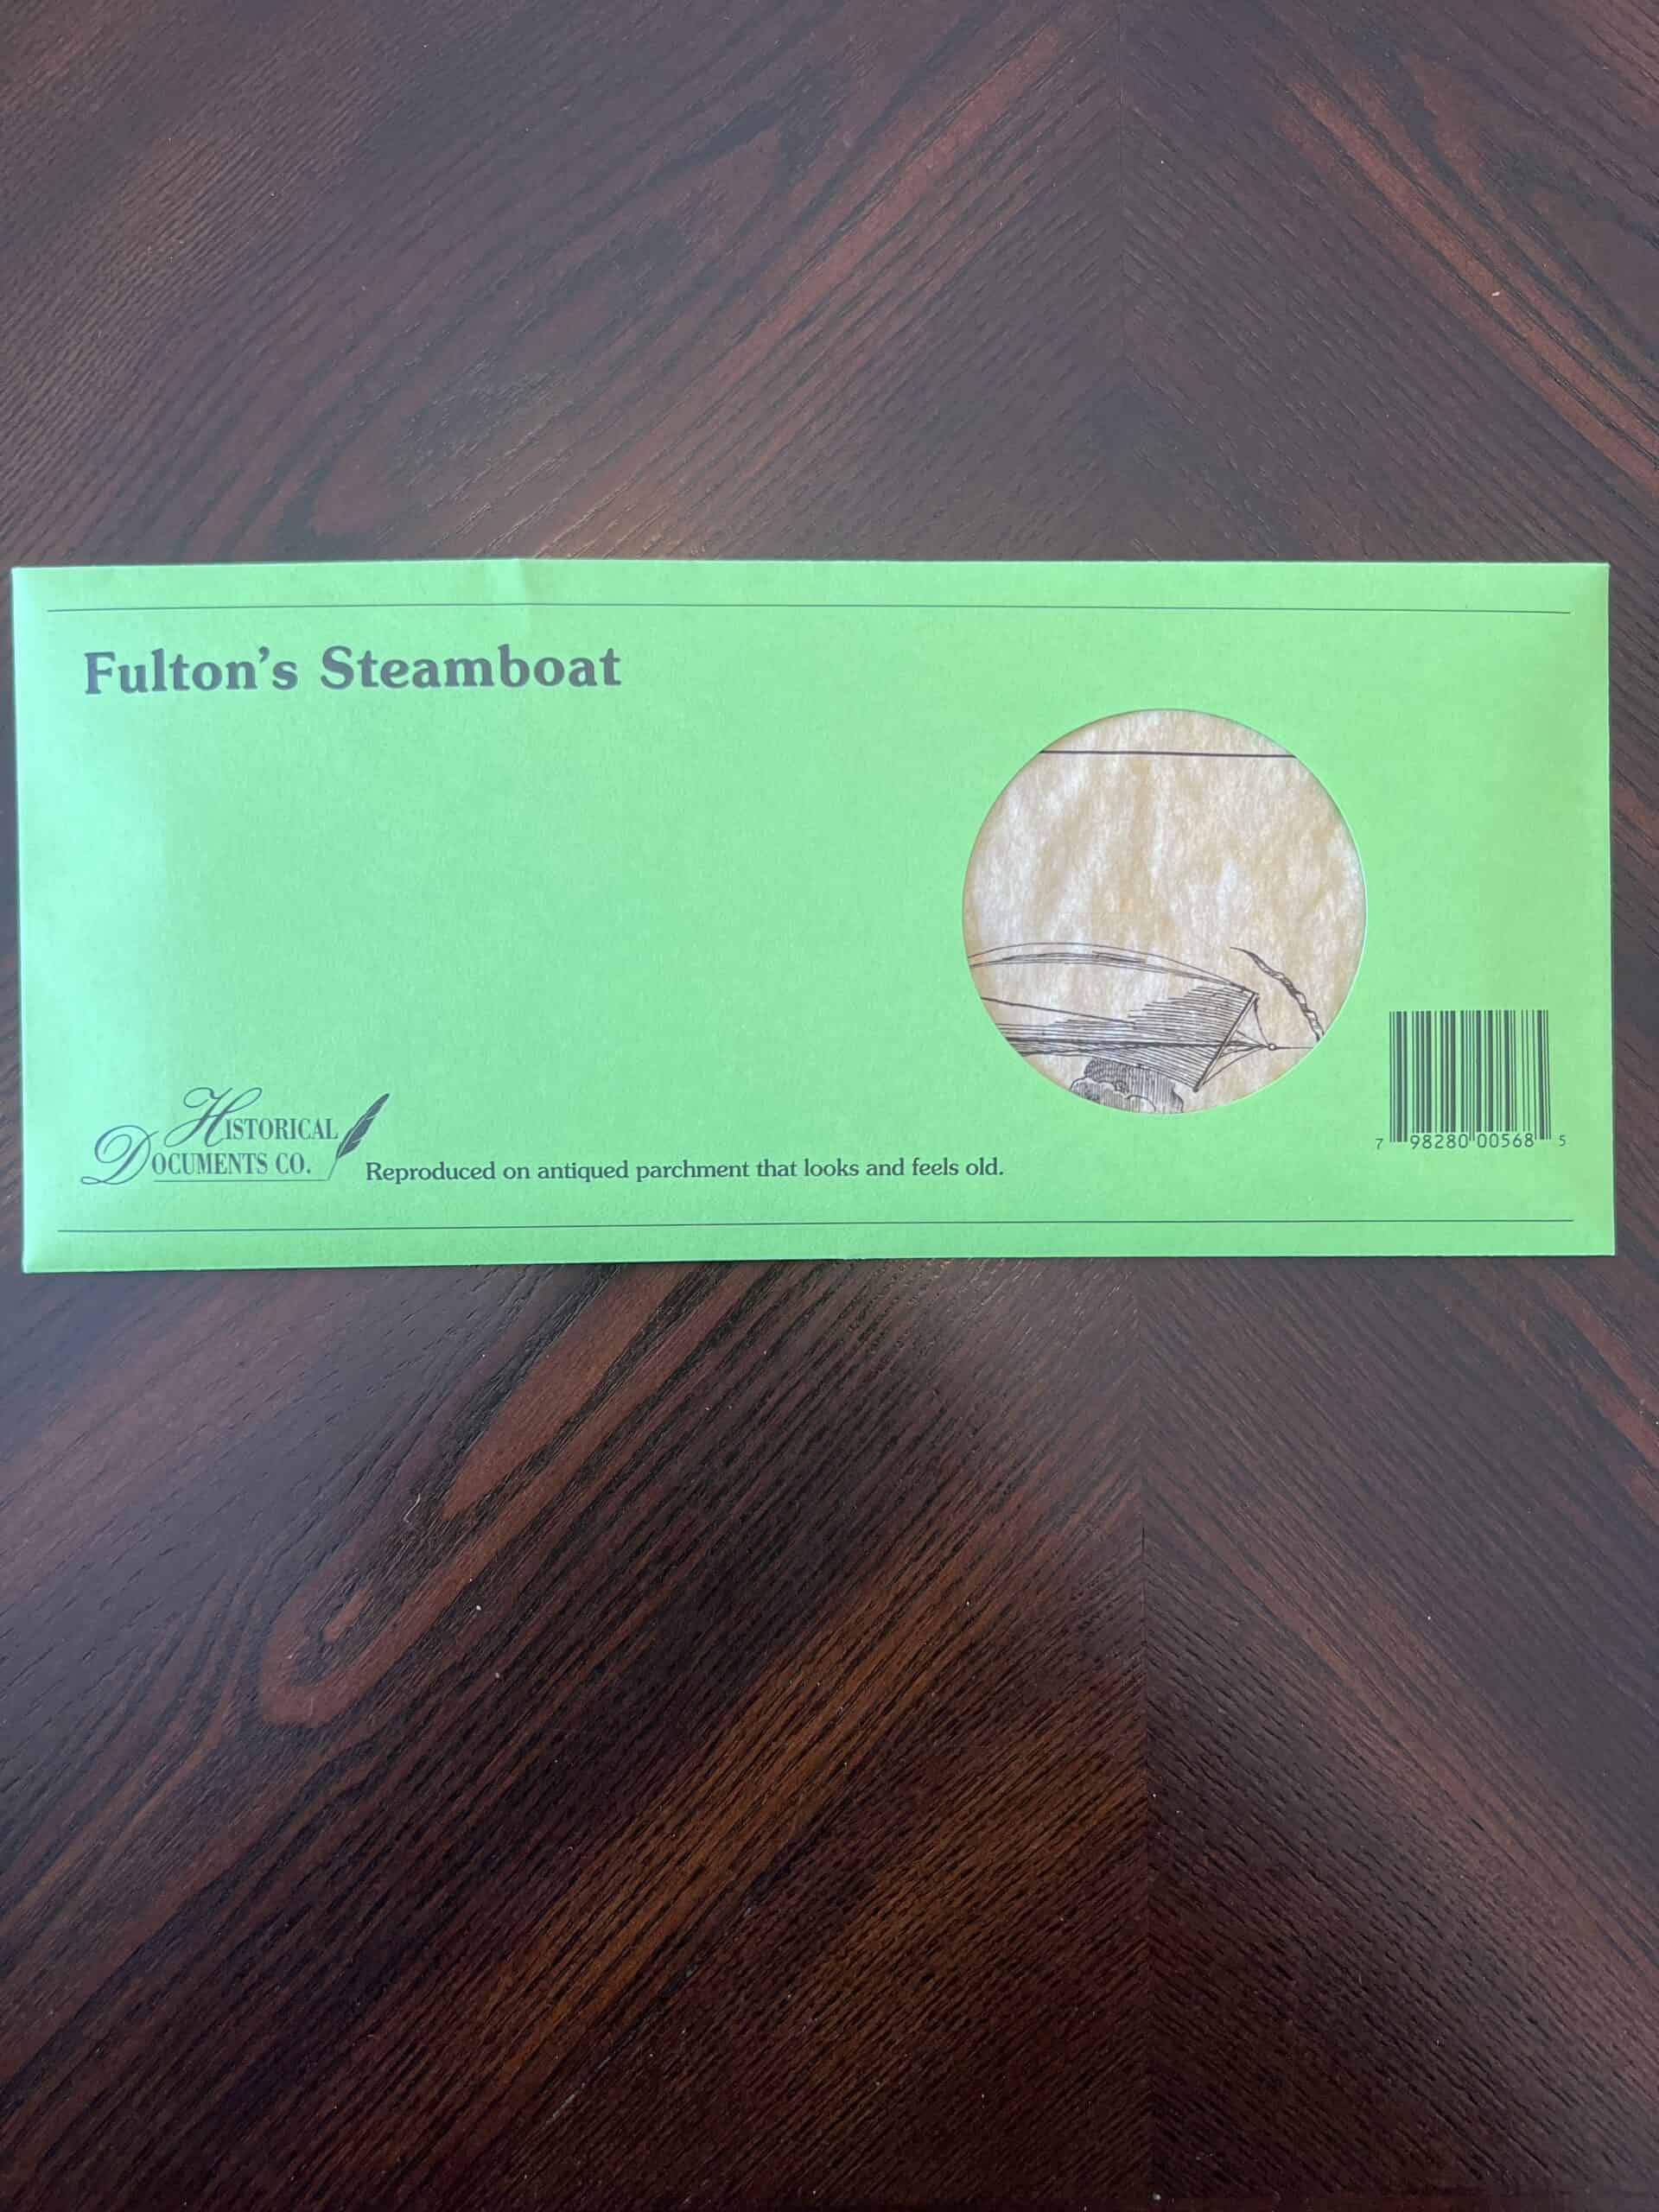 Fulton's Steamboat
HISTORICAL
DOCUMENTS CO.
Reproduced on antiqued parchment that looks and feels old.
7 98280 00568 5